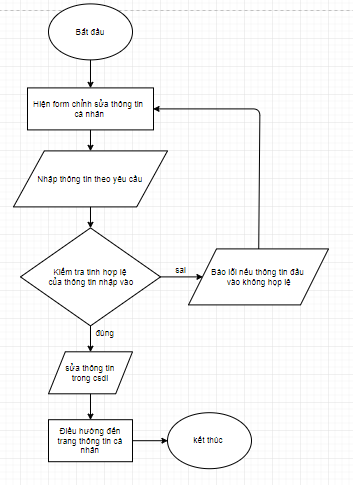 Bắt đầu
Hiện form chỉnh sửa thông tin
cá nhân
Nhập thông tin theo yêu cầu
Kiểm tra tính hợp lệ
của thông tin nhập vào
sai
Báo lỗi nếu thông tin đầu
vào không hợp lệ
đúng
sửa thông tin
trong csdl
Điều hướng đến
trang thông tin cá
nhân
kết thúc